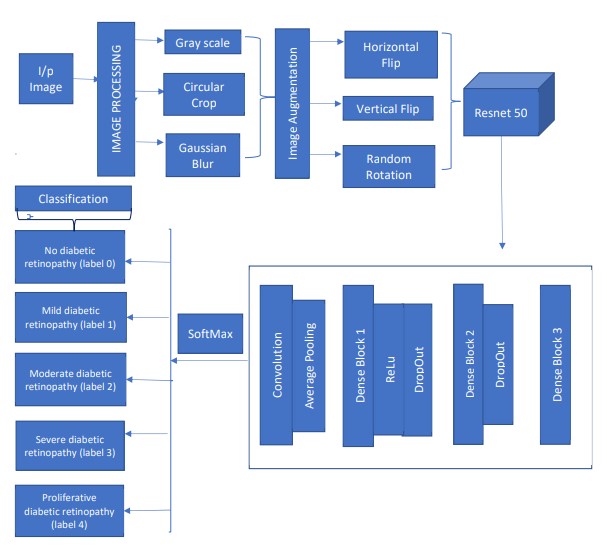 I/p
Image
IMAGE PROCESSING
Gray scale
Circular
Crop
Gaussian
Blur
Image Augmentation
Horizontal
Flip
Vertical Flip
Random
Rotation
Resnet 50
Classification
No diabetic
retinopathy (label 0)
Mild diabetic
retinopathy (label 1)
Moderate diabetic
retinopathy (label 2)
Severe diabetic
retinopathy (label 3)
Proliferative
diabetic retinopathy
(label 4)
SoftMax
Convolution
Average Pooling
Dense Block 1
ReLu
DropOut
Dense Block 2
DropOut
Dense Block 3